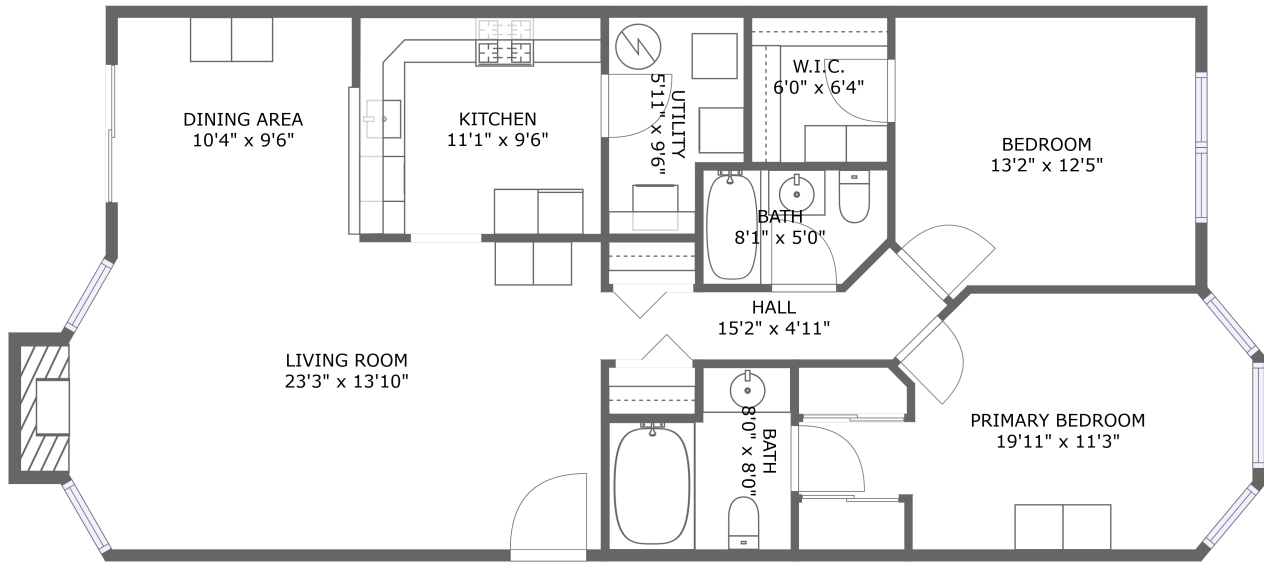 DINING AREA
10'4" x 9'6"
KITCHEN
11'1" x 9'6"
UTILITY
5'11" x 9'6"
W.I.C.
6'0" x 6'4"
BEDROOM
13'2" x 12'5"
BATH
8'1" x 5'0"
HALL
15'2" x 4'11"
LIVING ROOM
23'3" x 13'10"
BATH
8'0" x 8'0"
PRIMARY BEDROOM
19'11" x 11'3"